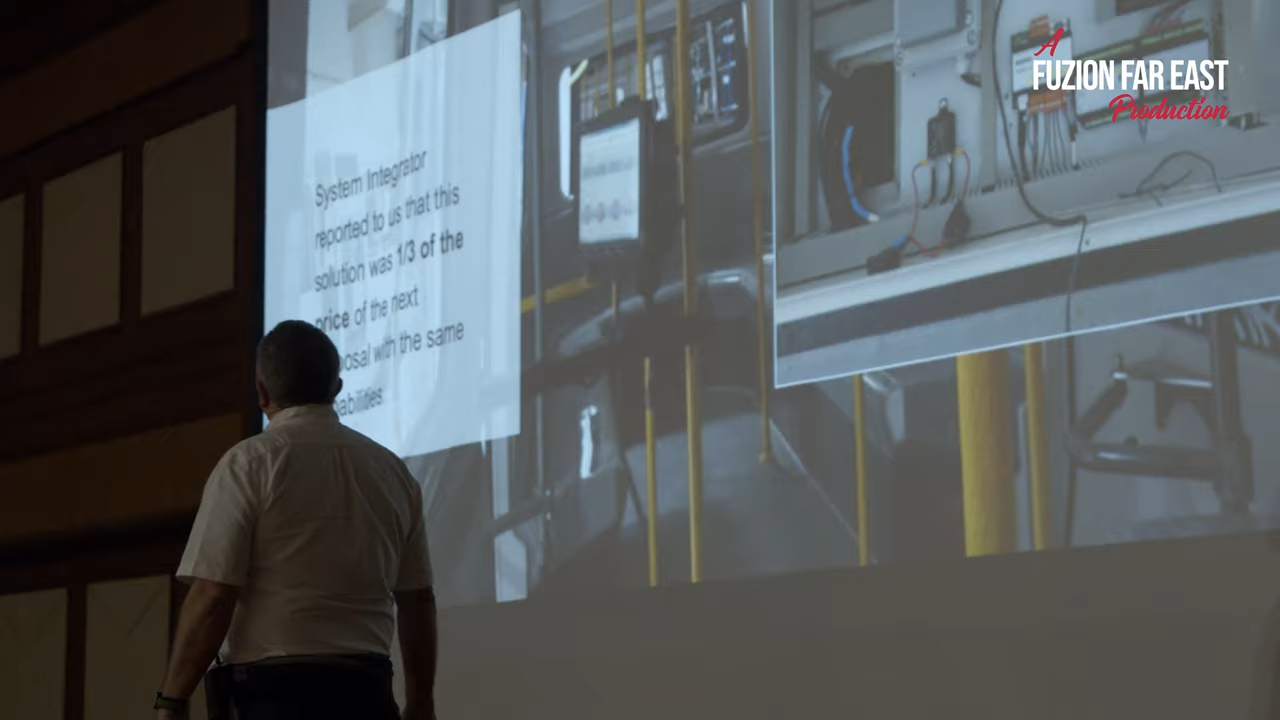 System Integrator
reported to us that this
solution was 1/3 of the
price of the next
with the same
A
FUZION FAR EAST
Production